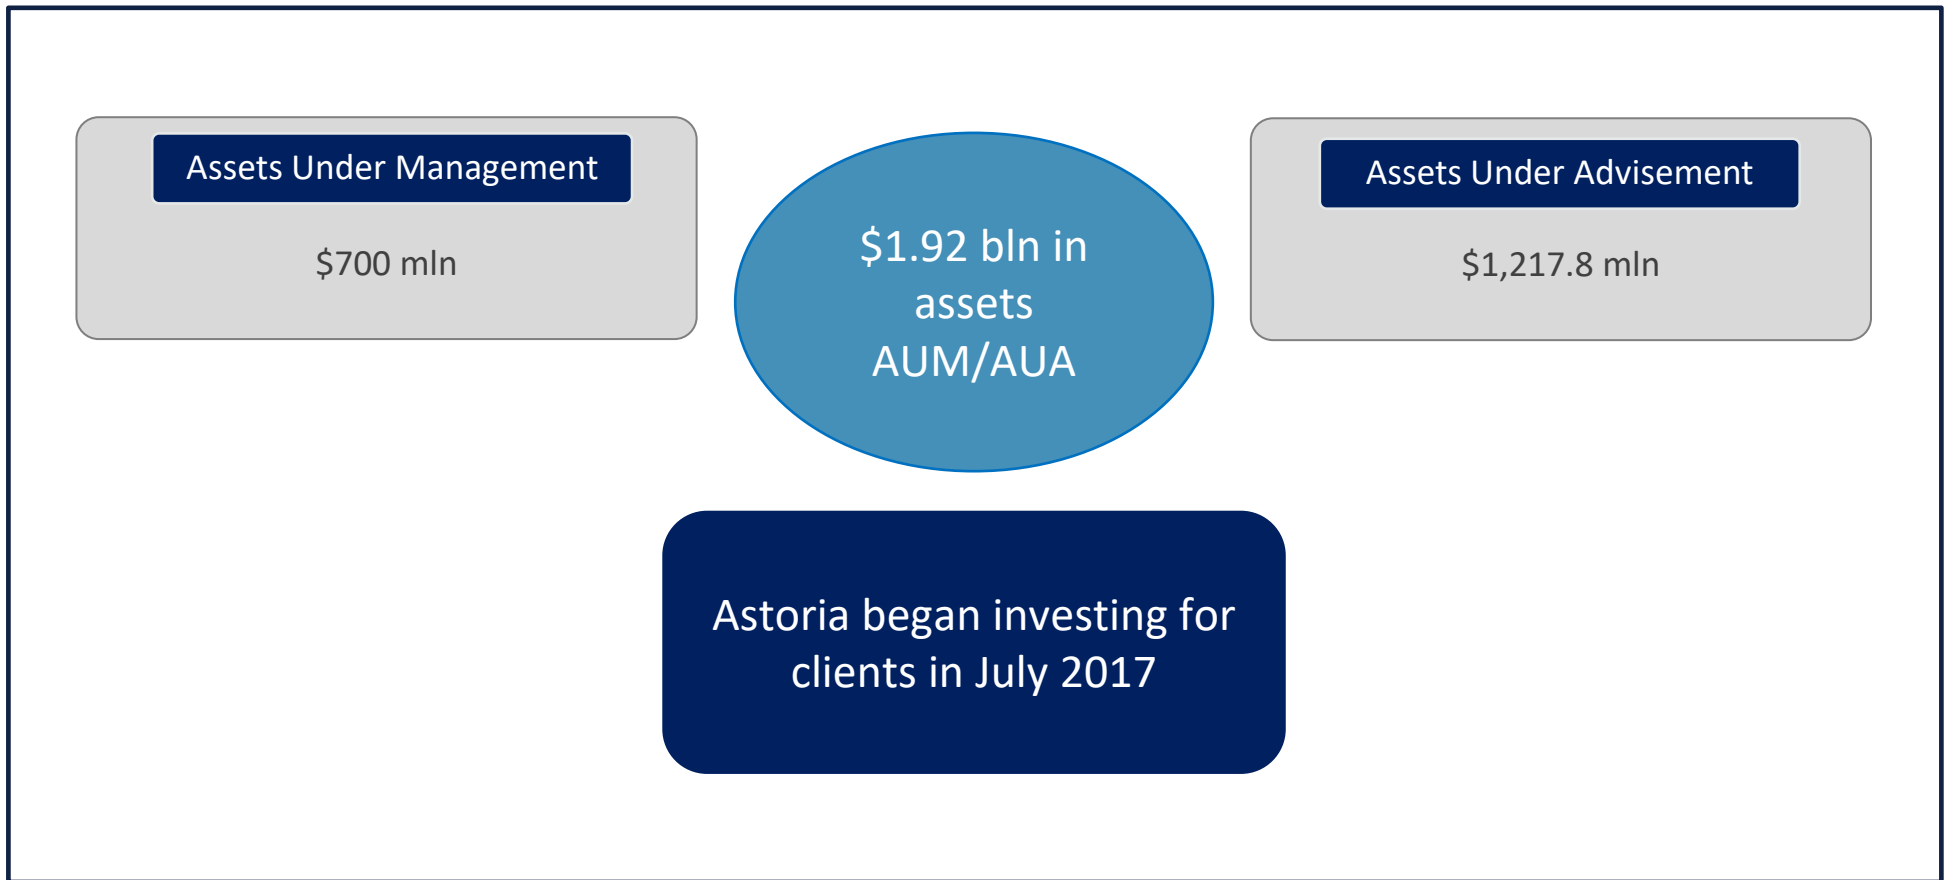 Assets Under Management
$700 mln
$1.92 bln in
assets
AUM/AUA
Assets Under Advisement
$1,217.8 mln
Astoria began investing for
clients in July 2017